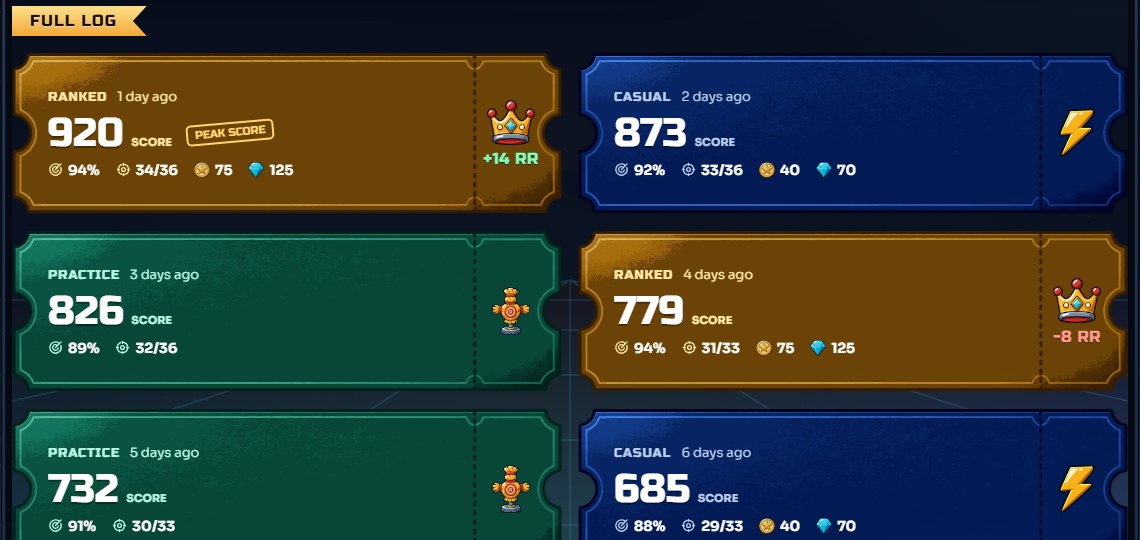 FULL LOG
RANKED 1 day ago
920 SCORE PEAK SCORE
94% 34/36 75 125
+14 RR
CASUAL 2 days ago
873 SCORE
92% 33/36 40 70
PRACTICE 3 days ago
826 SCORE
89% 32/36
RANKED 4 days ago
779 SCORE
94% 31/33 75 125
-8 RR
PRACTICE 5 days ago
732 SCORE
91% 30/33
CASUAL 6 days ago
685 SCORE
88% 29/33 40 70